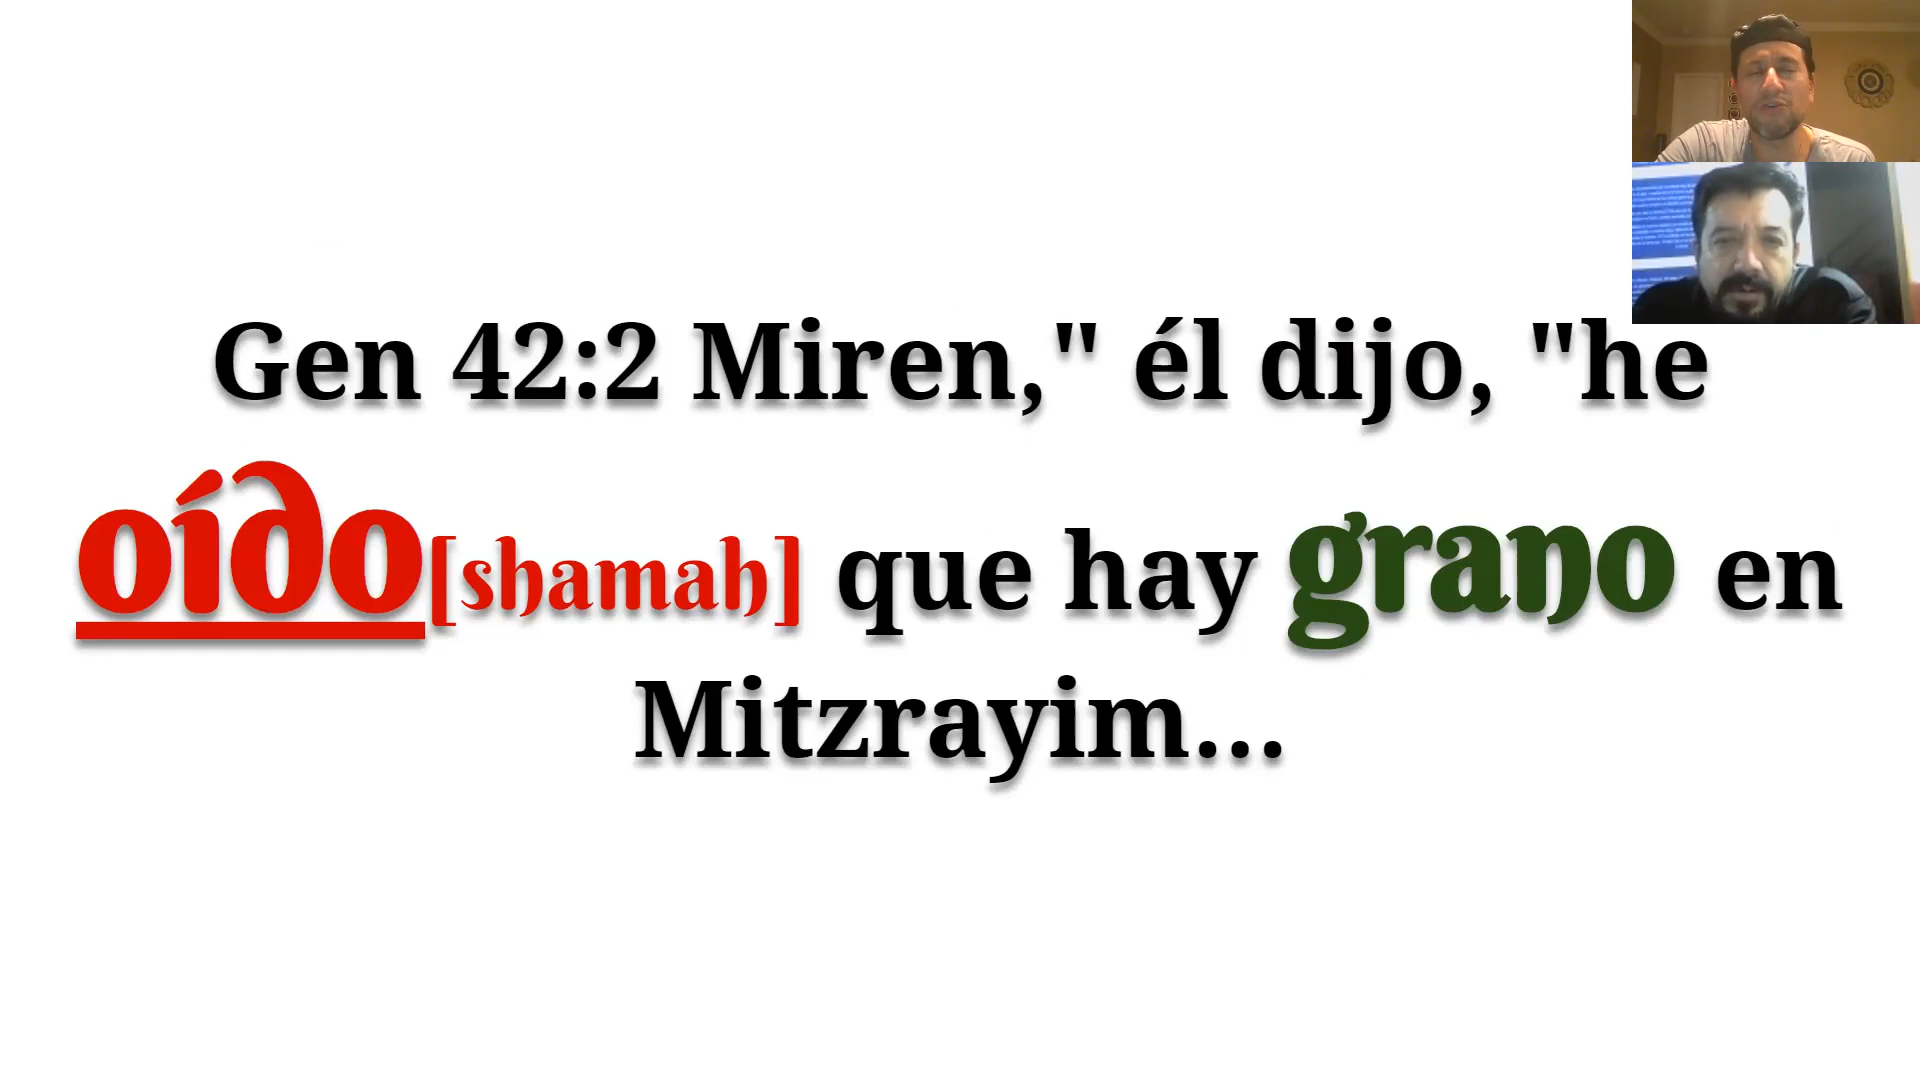 Gen 42:2 Miren," él dijo, "he
oído[shamah] que hay grano en
Mitzrayim...